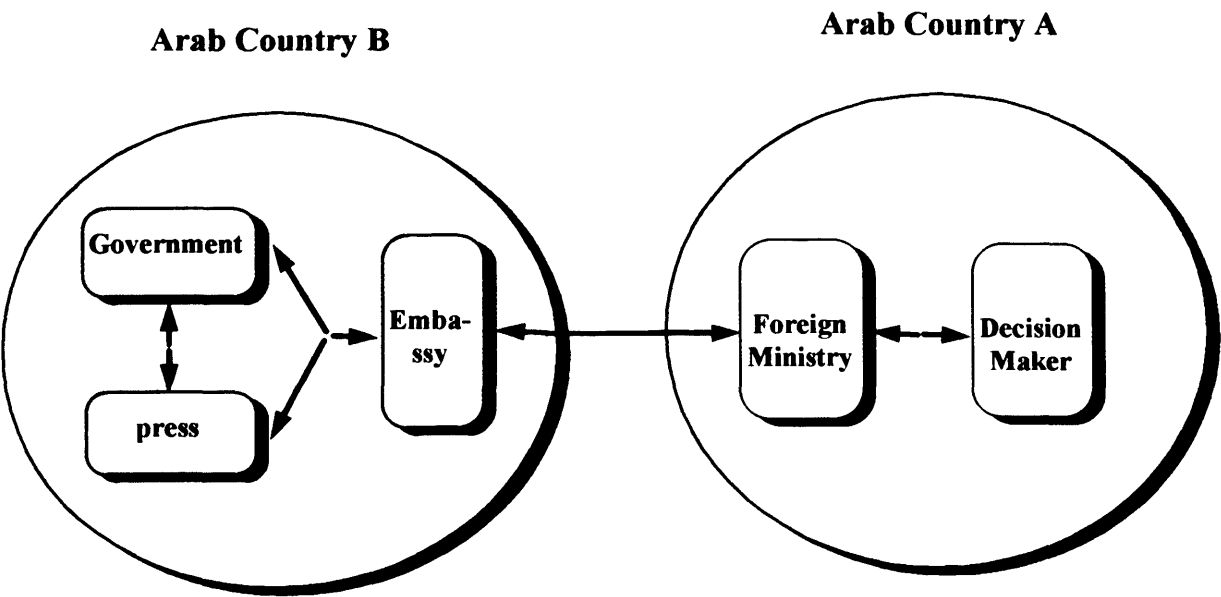 Arab Country B
Arab Country A
Government
press
Emba-
ssy
Foreign
Ministry
Decision
Maker